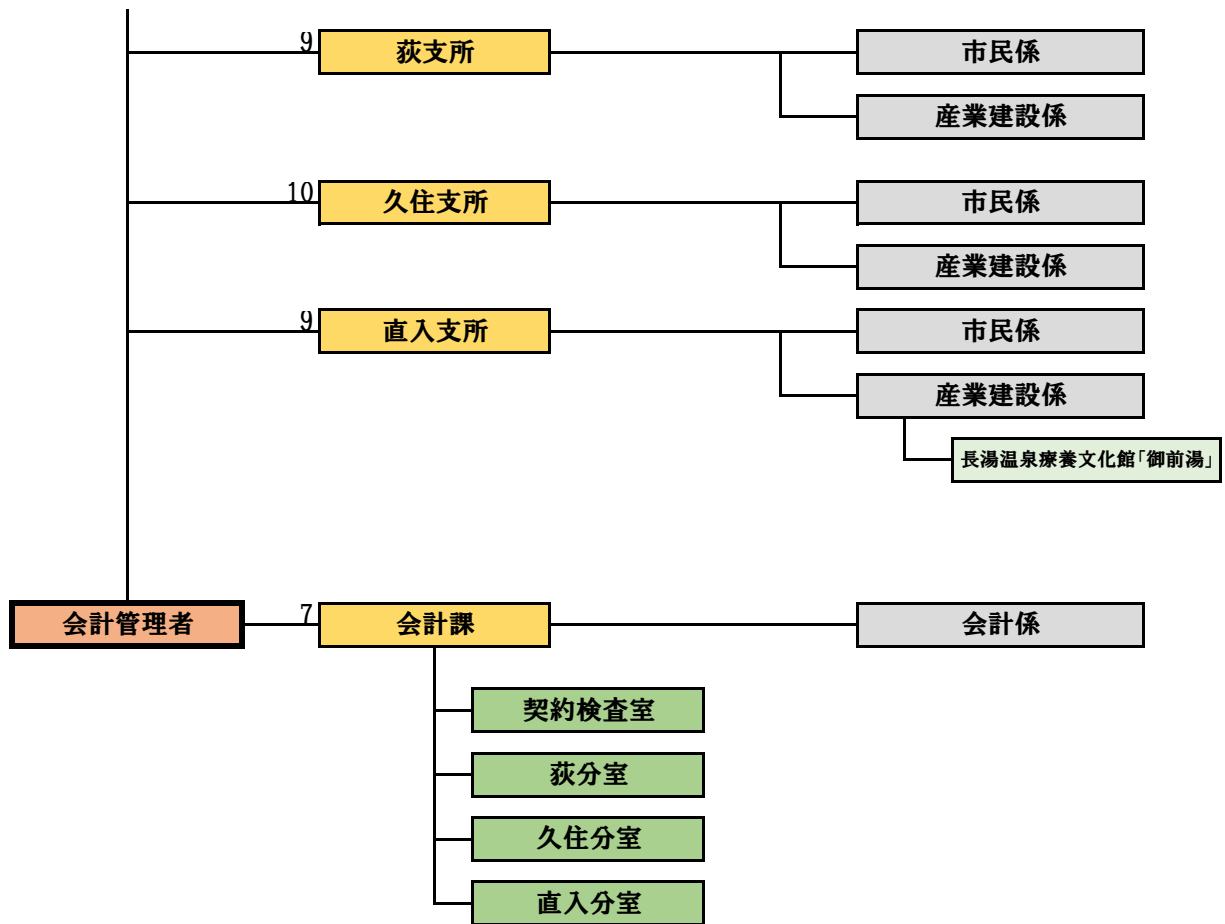 9
荻支所
市民係
産業建設係
10
久住支所
市民係
産業建設係
9
直入支所
市民係
産業建設係
長湯温泉療養文化館「御前湯」
会計管理者
7
会計課
会計係
契約検査室
荻分室
久住分室
直入分室